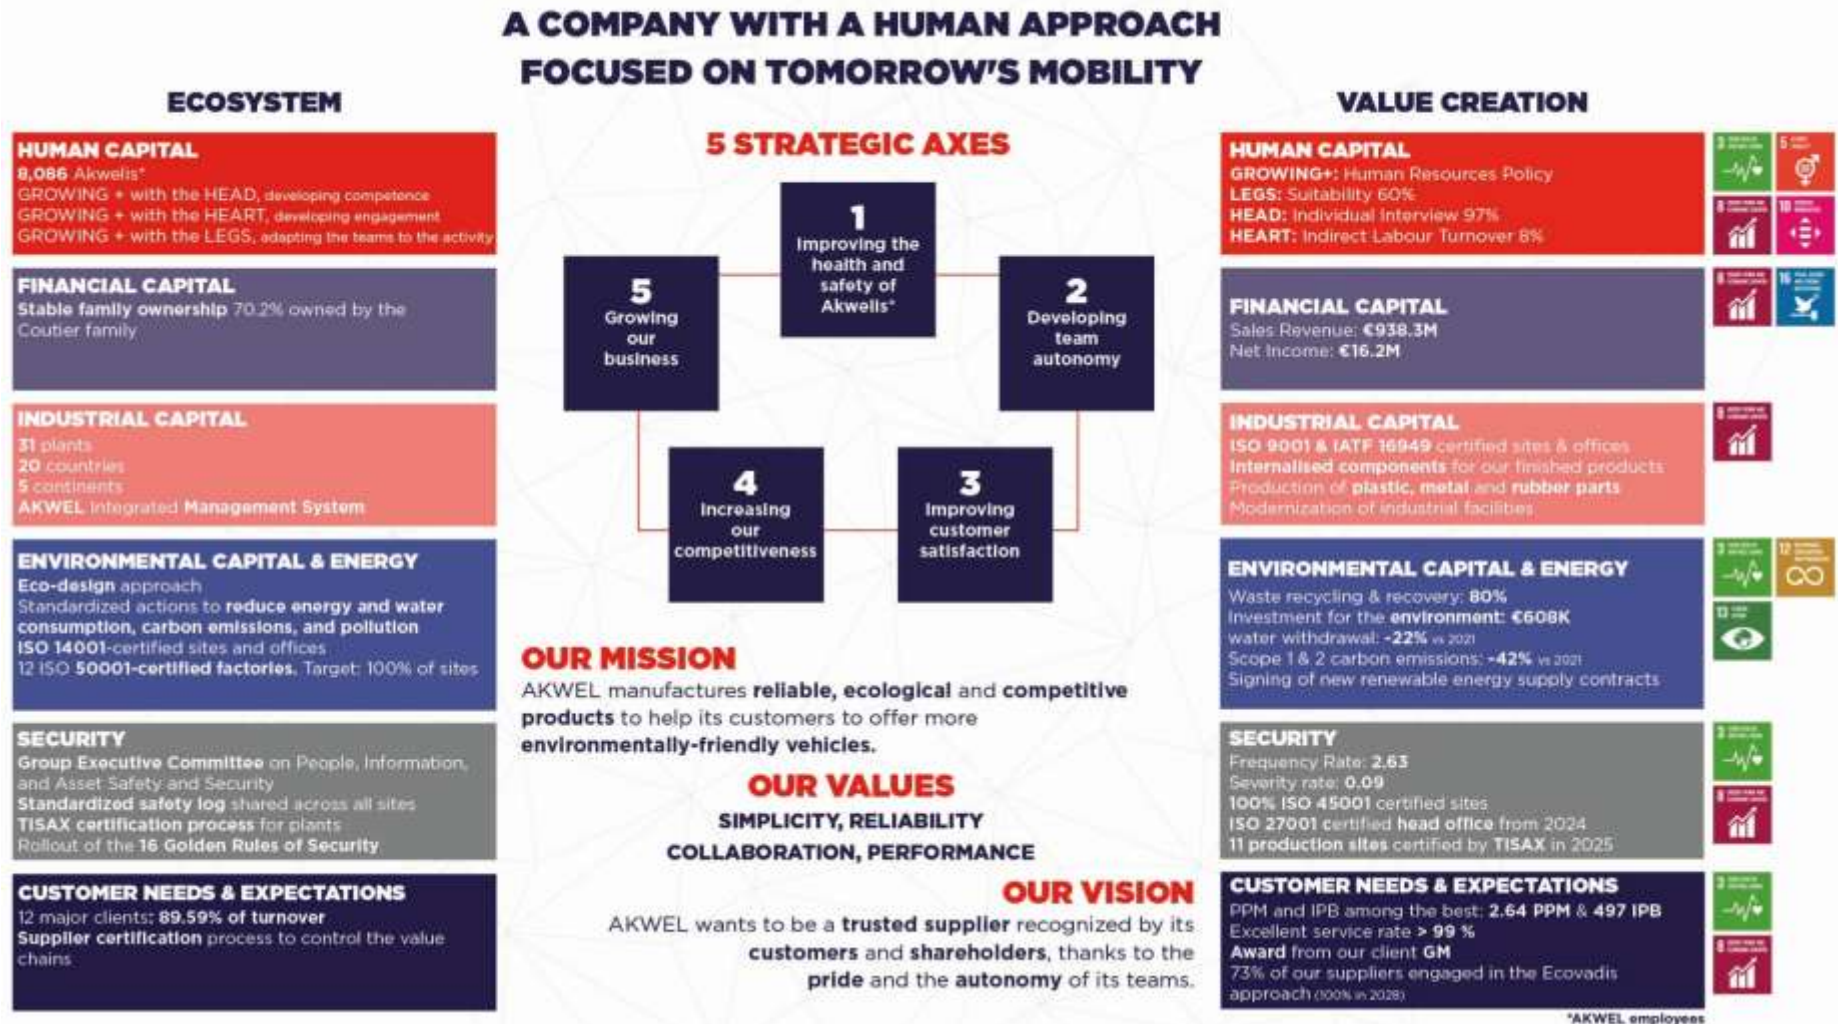 A COMPANY WITH A HUMAN APPROACH
FOCUSED ON TOMORROW'S MOBILITY
ECOSYSTEM
HUMAN CAPITAL
8,086 Akwelis*
GROWING + with the HEAD, developing competence
GROWING + with the HEART, developing engagement
GROWING + with the LEGS, adapting the teams to the activity
FINANCIAL CAPITAL
Stable family ownership 70.2% owned by the
Coutier family
INDUSTRIAL CAPITAL
31 plants
20 countries
5 continents
AKWEL Integrated Management System
ENVIRONMENTAL CAPITAL & ENERGY
Eco-design approach
Standardized actions to reduce energy and water
consumption, carbon emissions, and pollution
ISO 14001-certified sites and offices
12 ISO 50001-certified factories. Target: 100% of sites
SECURITY
Group Executive Committee on People, Information,
and Asset Safety and Security
Standardized safety log shared across all sites
TISAX certification process for plants
Rollout of the 16 Golden Rules of Security
CUSTOMER NEEDS & EXPECTATIONS
12 major clients: 89.59% of turnover
Supplier certification process to control the value
chains
5 STRATEGIC AXES
1
Improving the
health and
safety of
Akwelis*
2
Developing
team
autonomy
3
Improving
customer
satisfaction
4
Increasing
our
competitiveness
5
Growing
our
business
OUR MISSION
AKWEL manufactures reliable, ecological and competitive
products to help its customers to offer more
environmentally-friendly vehicles.
OUR VALUES
SIMPLICITY, RELIABILITY
COLLABORATION, PERFORMANCE
OUR VISION
AKWEL wants to be a trusted supplier recognized by its
customers and shareholders, thanks to the
pride and the autonomy of its teams.
VALUE CREATION
HUMAN CAPITAL
GROWING+: Human Resources Policy
LEGS: Suitability 60%
HEAD: Individual Interview 97%
HEART: Indirect Labour Turnover 8%
3
5
8
10
FINANCIAL CAPITAL
Sales Revenue: €938.3M
Net Income: €16.2M
8
16
INDUSTRIAL CAPITAL
ISO 9001 & IATF 16949 certified sites & offices
Internalised components for our finished products
Production of plastic, metal and rubber parts
Modernization of industrial facilities
8
ENVIRONMENTAL CAPITAL & ENERGY
Waste recycling & recovery: 80%
Investment for the environment: €608K
water withdrawal: -22% vs 2021
Scope 1 & 2 carbon emissions: -42% vs 2021
Signing of new renewable energy supply contracts
3
12
13
SECURITY
Frequency Rate: 2.63
Severity rate: 0.09
100% ISO 45001 certified sites
ISO 27001 certified head office from 2024
11 production sites certified by TISAX in 2025
3
8
CUSTOMER NEEDS & EXPECTATIONS
PPM and IPB among the best: 2.64 PPM & 497 IPB
Excellent service rate > 99 %
Award from our client GM
73% of our suppliers engaged in the Ecovadis
approach (100% in 2028)
3
8
*AKWEL employees